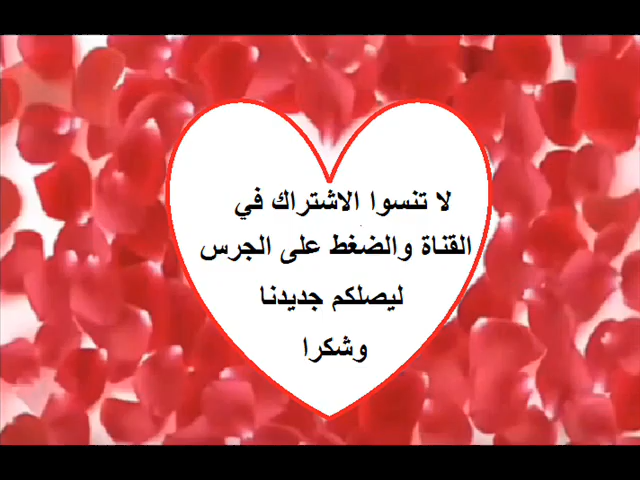 لا تنسوا الاشتراك في
القناة والضغط على الجرس
ليصلكم جديدنا
وشكرا